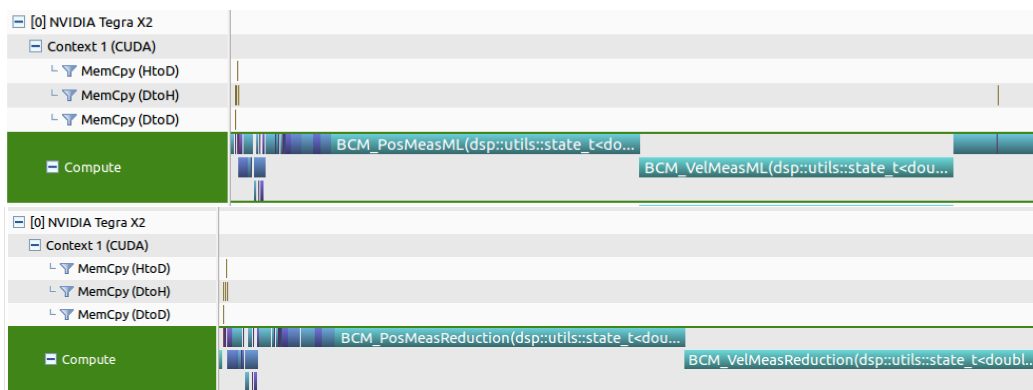 [0] NVIDIA Tegra X2
Context 1 (CUDA)
MemCpy (HtoD)
MemCpy (DtoH)
MemCpy (DtoD)
BCM_PosMeasML(dsp::utils::state_t<do...
Compute
BCM_VelMeasML(dsp::utils::state_t<dou...
[0] NVIDIA Tegra X2
Context 1 (CUDA)
MemCpy (HtoD)
MemCpy (DtoH)
MemCpy (DtoD)
BCM_PosMeasReduction(dsp::utils::state_t<dou...
Compute
BCM_VelMeasReduction(dsp::utils::state_t<doubl...